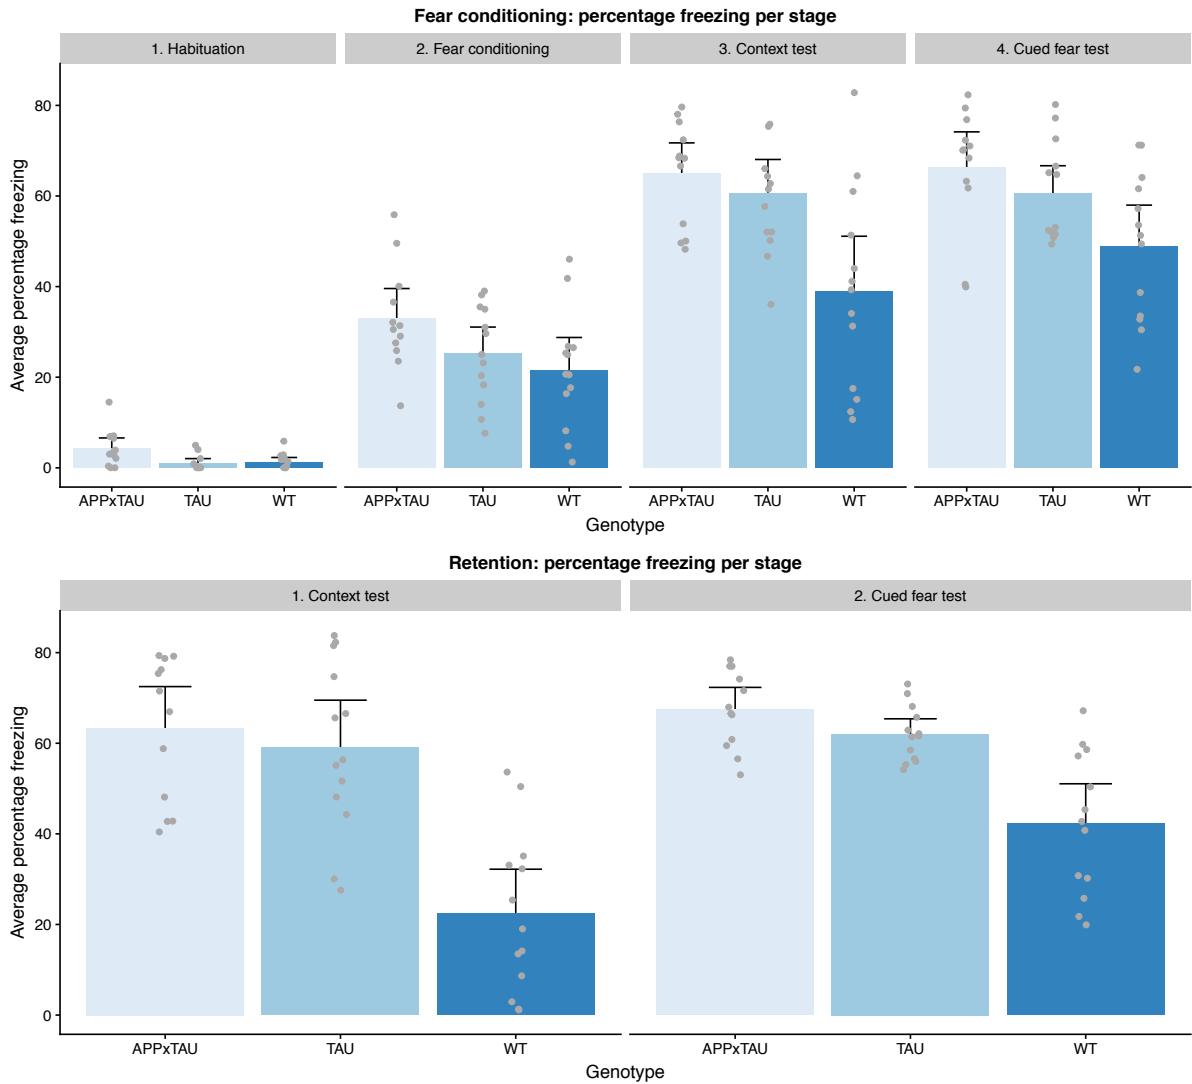 Fear conditioning: percentage freezing per stage
1. Habituation 2. Fear conditioning 3. Context test 4. Cued fear test
Average percentage freezing
80
60
40
20
0
APPxTAU TAU WT APPxTAU TAU WT APPxTAU TAU WT APPxTAU TAU WT
Genotype
Retention: percentage freezing per stage
1. Context test 2. Cued fear test
Average percentage freezing
80
60
40
20
0
APPxTAU TAU WT APPxTAU TAU WT
Genotype